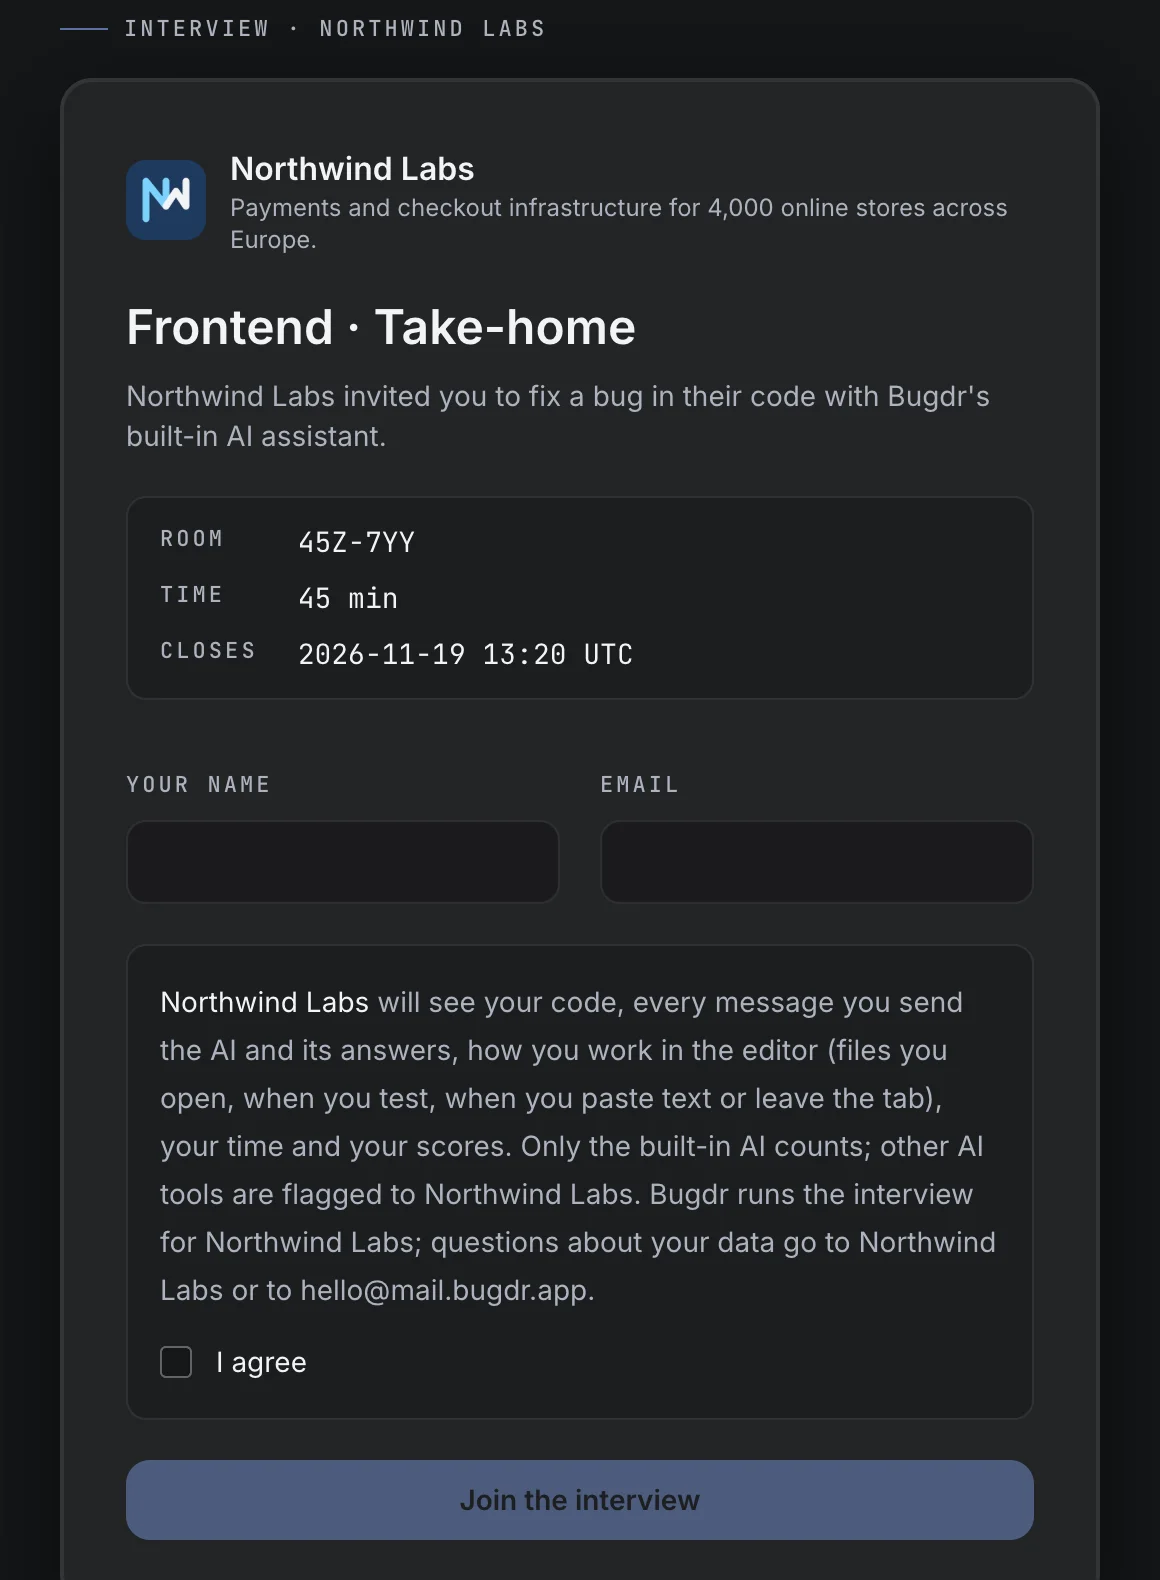 INTERVIEW · NORTHWIND LABS
NW
Northwind Labs
Payments and checkout infrastructure for 4,000 online stores across
Europe.
Frontend · Take-home
Northwind Labs invited you to fix a bug in their code with Bugdr's
built-in AI assistant.
ROOM 45Z-7YY
TIME 45 min
CLOSES 2026-11-19 13:20 UTC
YOUR NAME EMAIL
Northwind Labs will see your code, every message you send
the AI and its answers, how you work in the editor (files you
open, when you test, when you paste text or leave the tab),
your time and your scores. Only the built-in AI counts; other AI
tools are flagged to Northwind Labs. Bugdr runs the interview
for Northwind Labs; questions about your data go to Northwind
Labs or to hello@mail.bugdr.app.
I agree
Join the interview